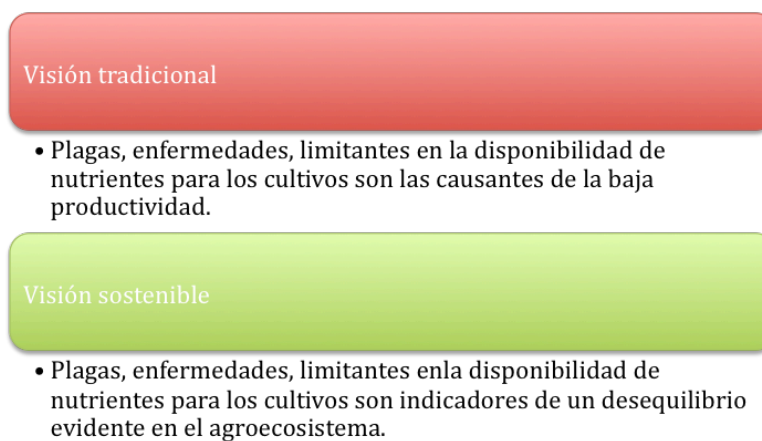 Visión tradicional
• Plagas, enfermedades, limitantes en la disponibilidad de
nutrientes para los cultivos son las causantes de la baja
productividad.
Visión sostenible
• Plagas, enfermedades, limitantes enla disponibilidad de
nutrientes para los cultivos son indicadores de un desequilibrio
evidente en el agroecosistema.